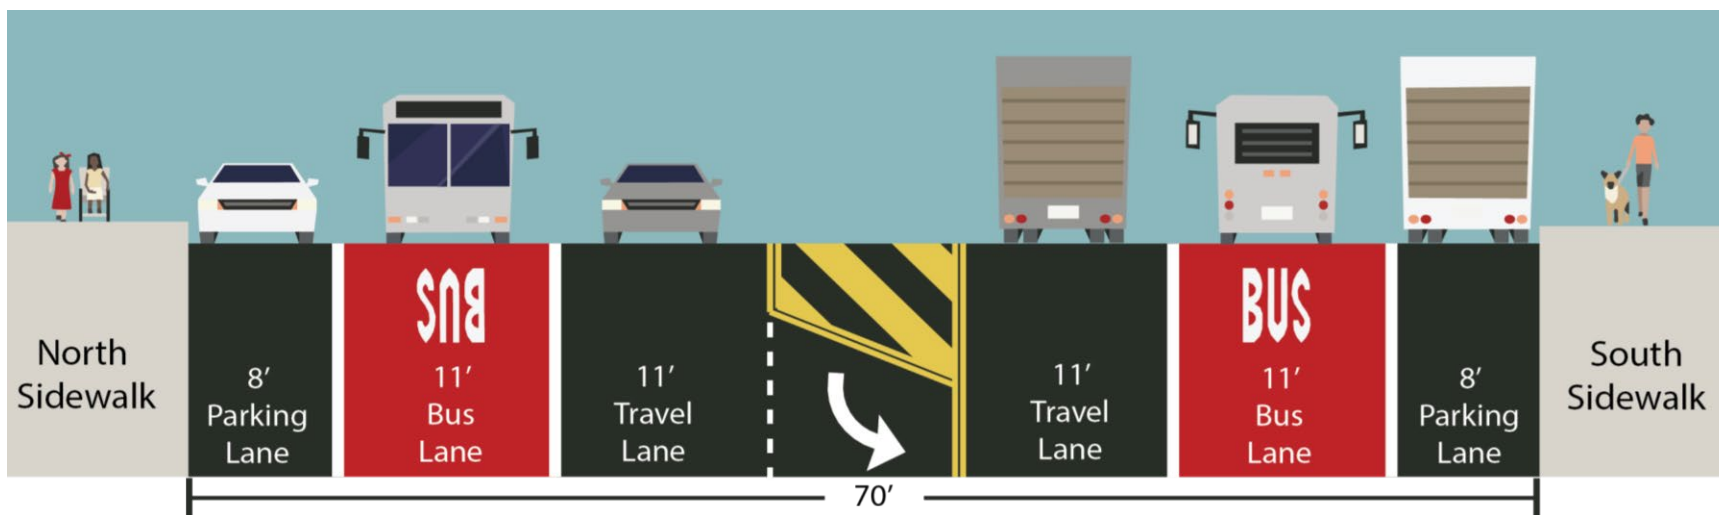 North
Sidewalk
8’
Parking
Lane
BUS
11’
Bus
Lane
11’
Travel
Lane
11’
Travel
Lane
BUS
11’
Bus
Lane
8’
Parking
Lane
South
Sidewalk
70’